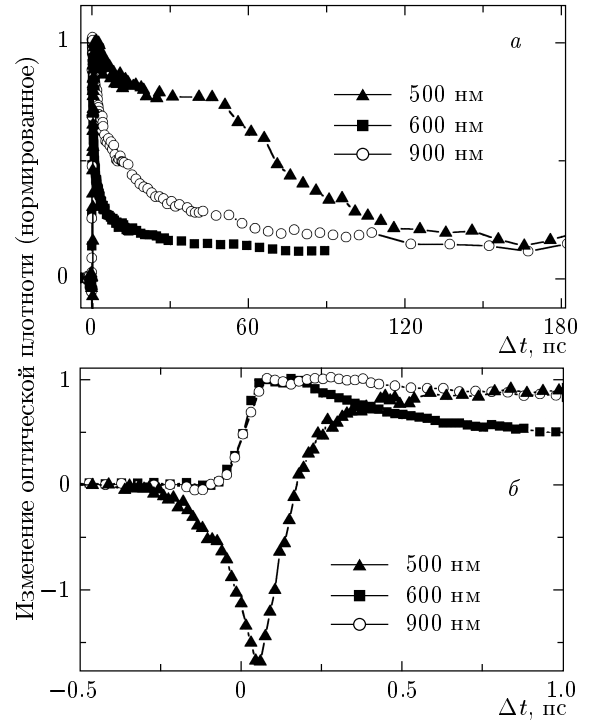 Изменение оптической плотноти (нормированное)
1
0
а
500 нм
600 нм
900 нм
0 60 120 180
Δt, пс
1
0
−1
б
500 нм
600 нм
900 нм
−0.5 0 0.5 1.0
Δt, пс